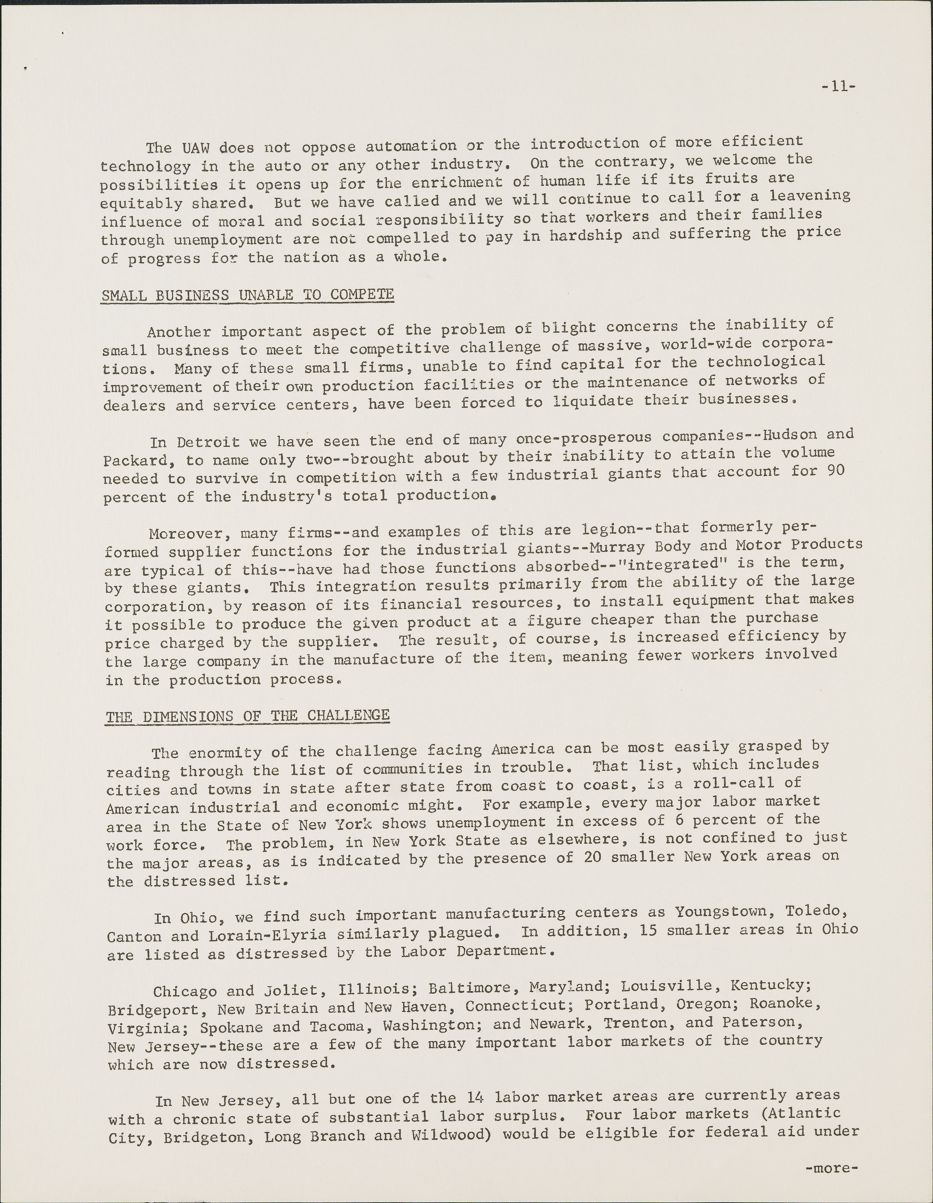 -11-
The UAW does not oppose automation or the introduction of more efficient
technology in the auto or any other industry. On the contrary, we welcome the
possibilities it opens up for the enrichment of human life if its fruits are
equitably shared. But we have called and we will continue to call for a leavening
influence of moral and social responsibility so that workers and their families
through unemployment are not compelled to pay in hardship and suffering the price
of progress for the nation as a whole.
SMALL BUSINESS UNABLE TO COMPETE
Another important aspect of the problem of blight concerns the inability of
small business to meet the competitive challenge of massive, world-wide corpora-
tions. Many of these small firms, unable to find capital for the technological
improvement of their own production facilities or the maintenance of networks of
dealers and service centers, have been forced to liquidate their businesses.
In Detroit we have seen the end of many once-prosperous companies--Hudson and
Packard, to name only two--brought about by their inability to attain the volume
needed to survive in competition with a few industrial giants that account for 90
percent of the industry's total production.
Moreover, many firms--and examples of this are legion--that formerly per-
formed supplier functions for the industrial giants--Murray Body and Motor Products
are typical of this--have had those functions absorbed--"integrated" is the term,
by these giants. This integration results primarily from the ability of the large
corporation, by reason of its financial resources, to install equipment that makes
it possible to produce the given product at a figure cheaper than the purchase
price charged by the supplier. The result, of course, is increased efficiency by
the large company in the manufacture of the item, meaning fewer workers involved
in the production process.
THE DIMENSIONS OF THE CHALLENGE
The enormity of the challenge facing America can be most easily grasped by
reading through the list of communities in trouble. That list, which includes
cities and towns in state after state from coast to coast, is a roll-call of
American industrial and economic might. For example, every major labor market
area in the State of New York shows unemployment in excess of 6 percent of the
work force. The problem, in New York State as elsewhere, is not confined to just
the major areas, as is indicated by the presence of 20 smaller New York areas on
the distressed list.
In Ohio, we find such important manufacturing centers as Youngstown, Toledo,
Canton and Lorain-Elyria similarly plagued. In addition, 15 smaller areas in Ohio
are listed as distressed by the Labor Department.
Chicago and Joliet, Illinois; Baltimore, Maryland; Louisville, Kentucky;
Bridgeport, New Britain and New Haven, Connecticut; Portland, Oregon; Roanoke,
Virginia; Spokane and Tacoma, Washington; and Newark, Trenton, and Paterson,
New Jersey--these are a few of the many important labor markets of the country
which are now distressed.
In New Jersey, all but one of the 14 labor market areas are currently areas
with a chronic state of substantial labor surplus. Four labor markets (Atlantic
City, Bridgeton, Long Branch and Wildwood) would be eligible for federal aid under
-more-